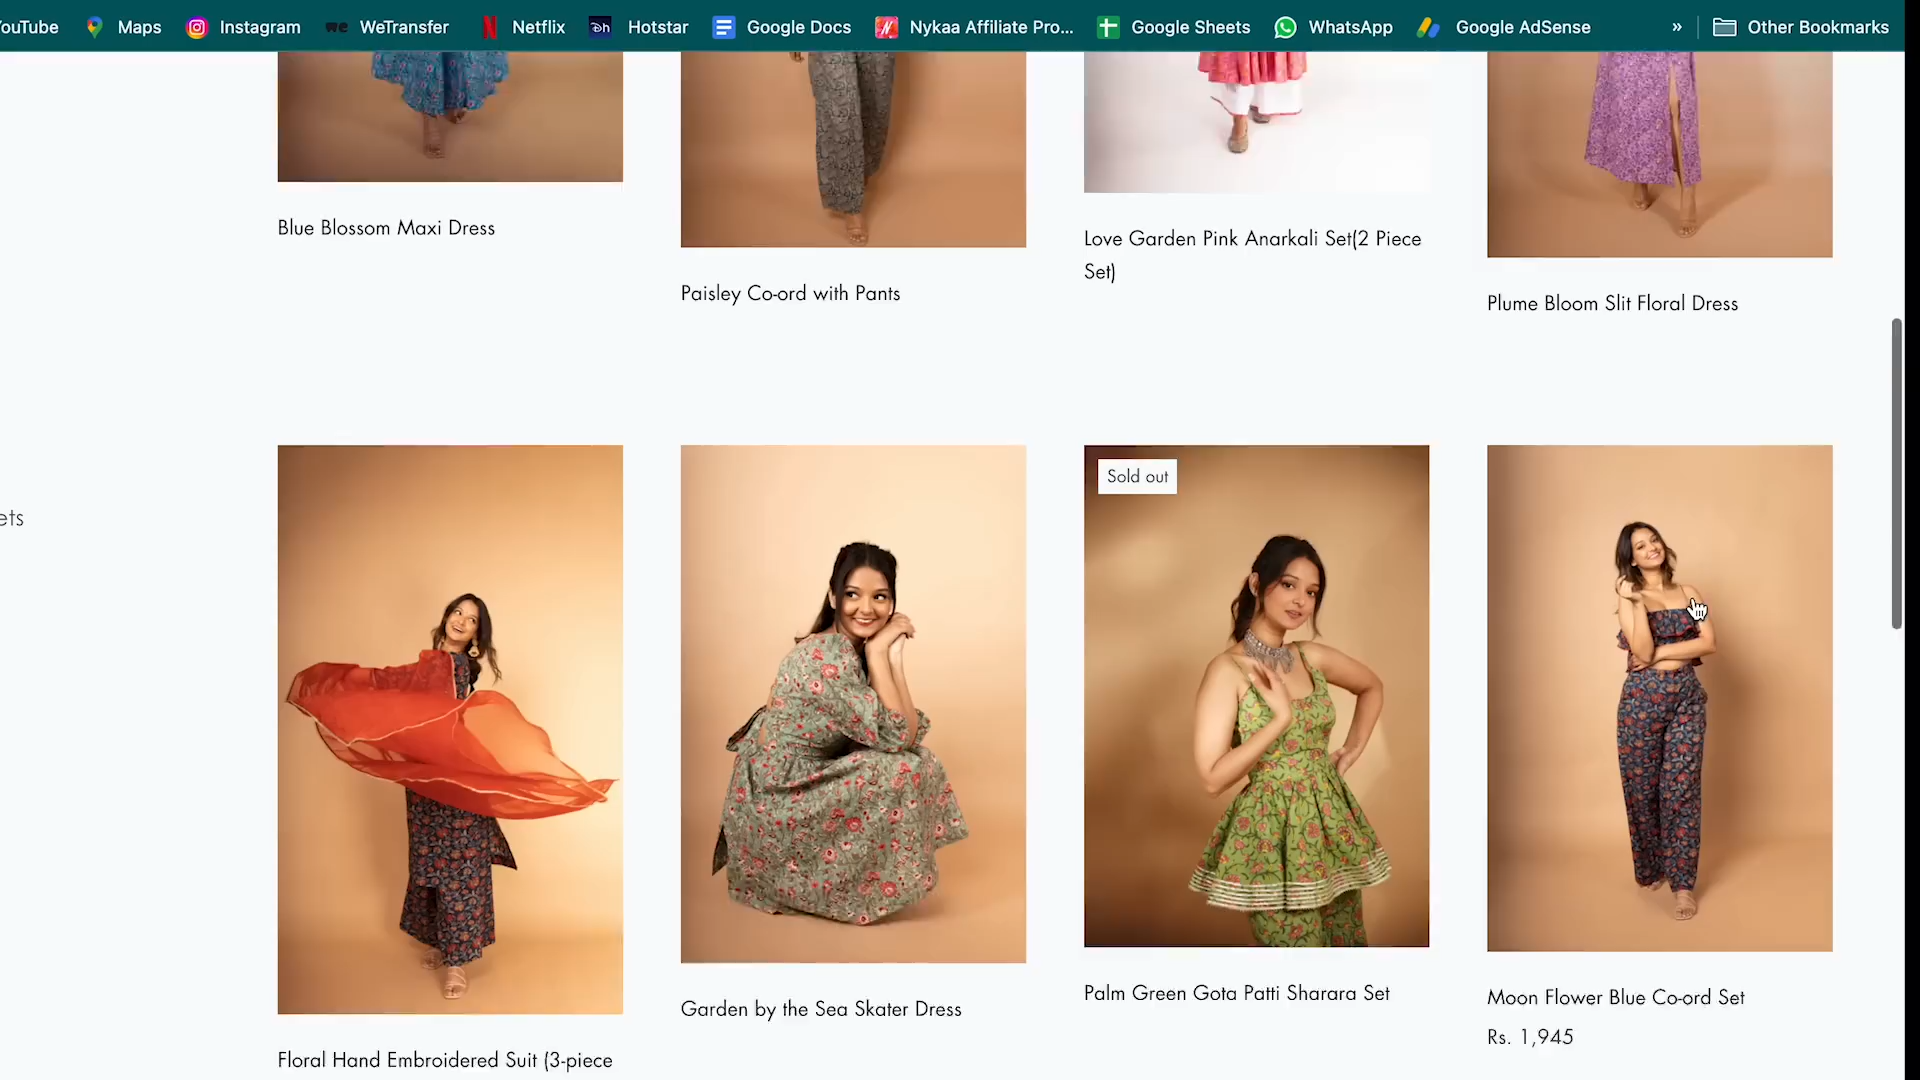 ouTube
Maps
Instagram
we WeTransfer
Netflix
Dh Hotstar
Google Docs
Nykaa Affiliate Pro...
Google Sheets
WhatsApp
Google AdSense
»
Other Bookmarks
Blue Blossom Maxi Dress
Paisley Co-ord with Pants
Love Garden Pink Anarkali Set(2 Piece
Set)
Plume Bloom Slit Floral Dress
ets
Sold out
Floral Hand Embroidered Suit (3-piece
Garden by the Sea Skater Dress
Palm Green Gota Patti Sharara Set
Moon Flower Blue Co-ord Set
Rs. 1,945